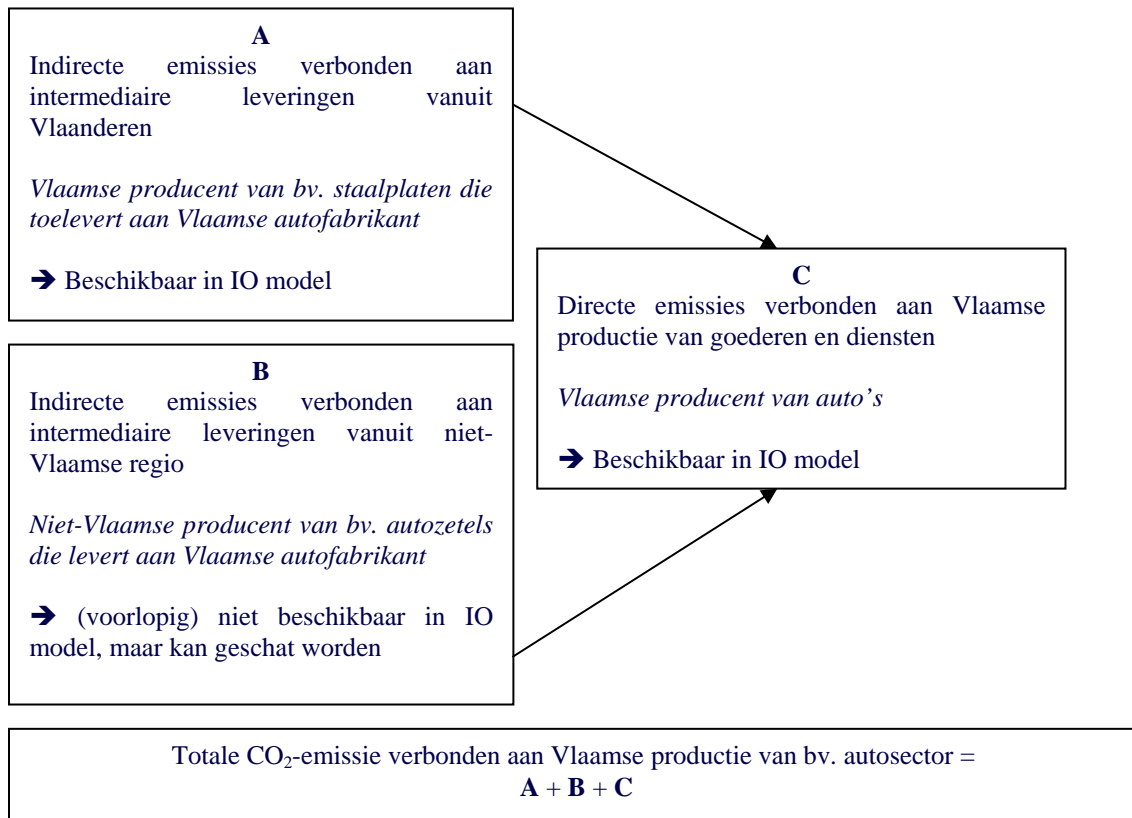 A
Indirecte emissies verbonden aan
intermediaire leveringen vanuit
Vlaanderen
Vlaamse producent van bv. staalplaten die
toelevert aan Vlaamse autofabrikant
➔ Beschikbaar in IO model
B
Indirecte emissies verbonden aan
intermediaire leveringen vanuit niet-
Vlaamse regio
Niet-Vlaamse producent van bv. autozetels
die levert aan Vlaamse autofabrikant
➔ (voorlopig) niet beschikbaar in IO
model, maar kan geschat worden
C
Directe emissies verbonden aan Vlaamse
productie van goederen en diensten
Vlaamse producent van auto’s
➔ Beschikbaar in IO model
Totale CO₂-emissie verbonden aan Vlaamse productie van bv. autosector =
A + B + C